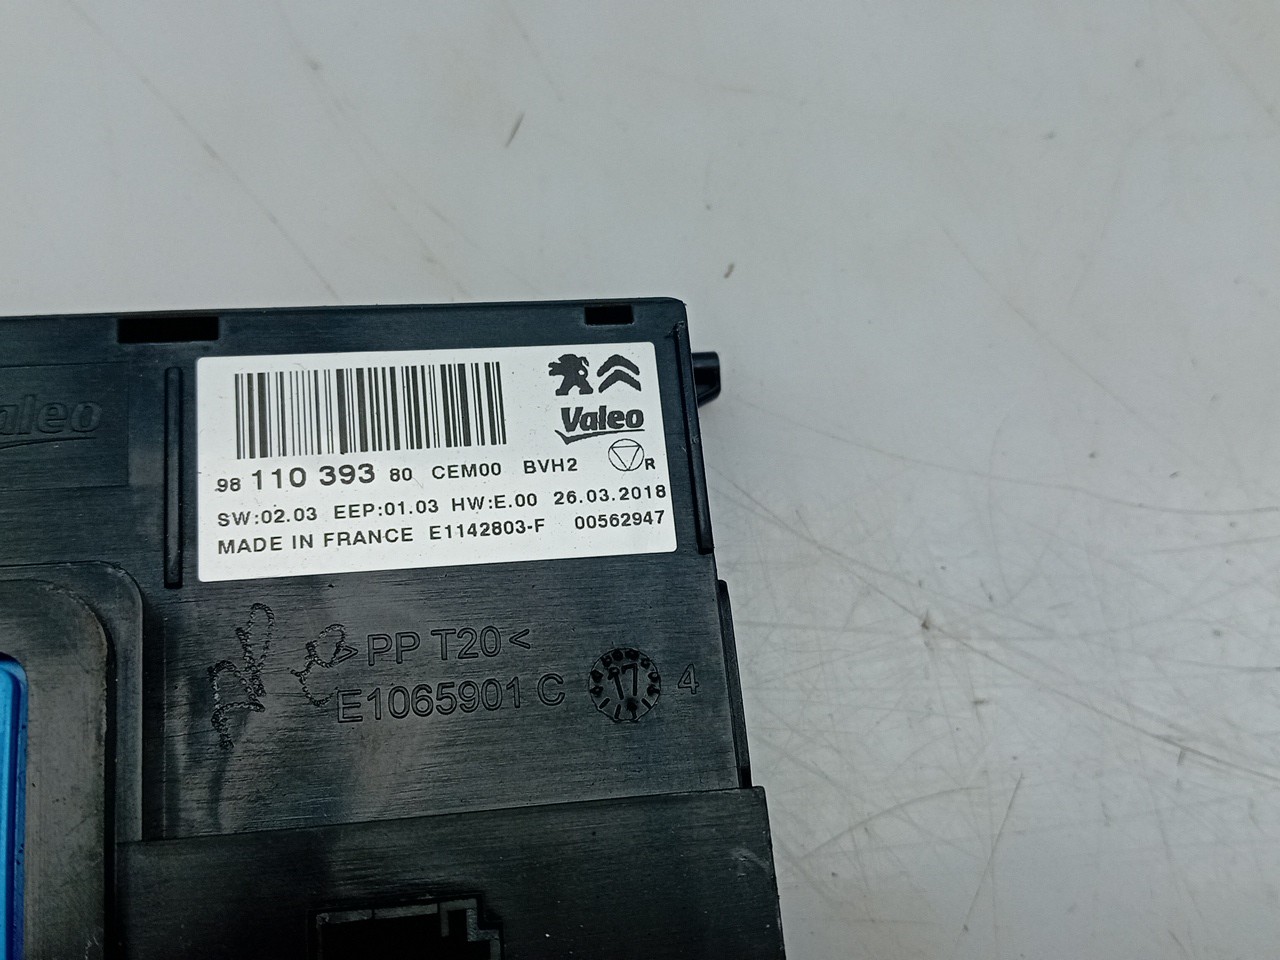 Valeo
98 110 393 80 CEM00 BVH2 R
SW:02.03 EEP:01.03 HW:E.00 26.03.2018
MADE IN FRANCE E1142803-F 00562947
aleo
>PP T20<
E1065901 C 17 4